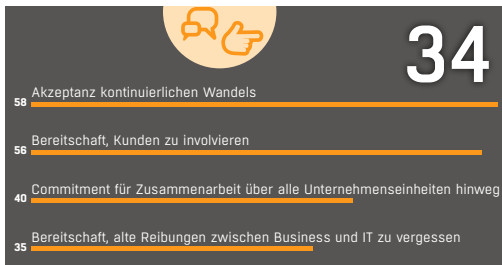 34
Akzeptanz kontinuierlichen Wandels
58
Bereitschaft, Kunden zu involvieren
56
Commitment für Zusammenarbeit über alle Unternehmenseinheiten hinweg
40
Bereitschaft, alte Reibungen zwischen Business und IT zu vergessen
35